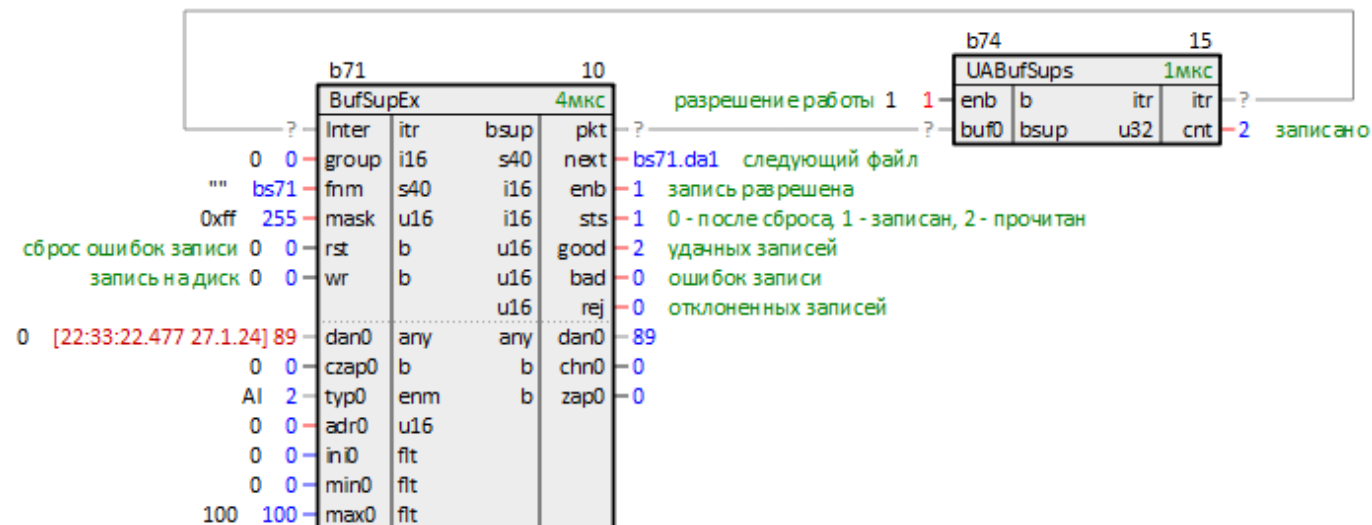 b74 15
UABufSups 1мкс
разрешение работы 1 1 enb b itr itr ?
? buf0 bsup u32 cnt 2 записано
b71 10
BufSupEx 4мкс
? Inter itr bsup pkt ?
0 0 group i16 s40 next bs71.da1 следующий файл
"" bs71 fnm s40 i16 enb 1 запись разрешена
0xff 255 mask u16 i16 sts 1 0 - после сброса, 1 - записан, 2 - прочитан
сброс ошибок записи 0 0 rst b u16 good 2 удачных записей
запись на диск 0 0 wr b u16 bad 0 ошибок записи
u16 rej 0 отклоненных записей
0 [22:33:22.477 27.1.24] 89 dan0 any any dan0 89
0 0 czap0 b b chn0 0
AI 2 typ0 enm b zap0 0
0 0 adr0 u16
0 0 ini0 flt
0 0 min0 flt
100 100 max0 flt